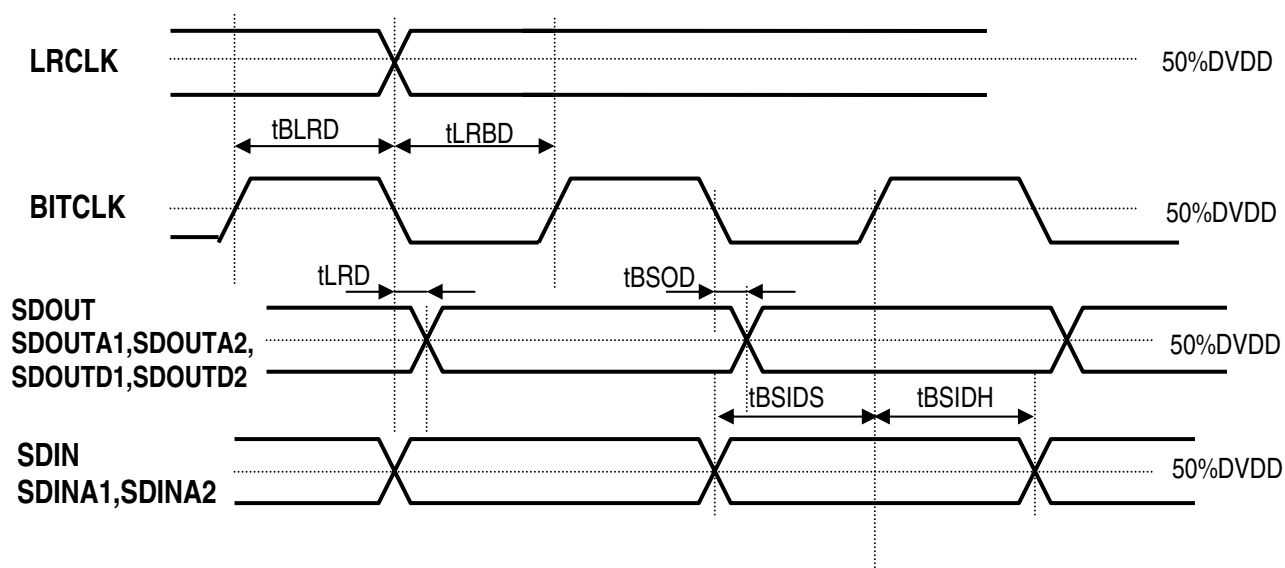 LRCLK
50%DVDD
tBLRD
tLRBD
BITCLK
50%DVDD
tLRD
tBSOD
SDOUT
SDOUTA1,SDOUTA2,
SDOUTD1,SDOUTD2
50%DVDD
tBSIDS
tBSIDH
SDIN
SDINA1,SDINA2
50%DVDD